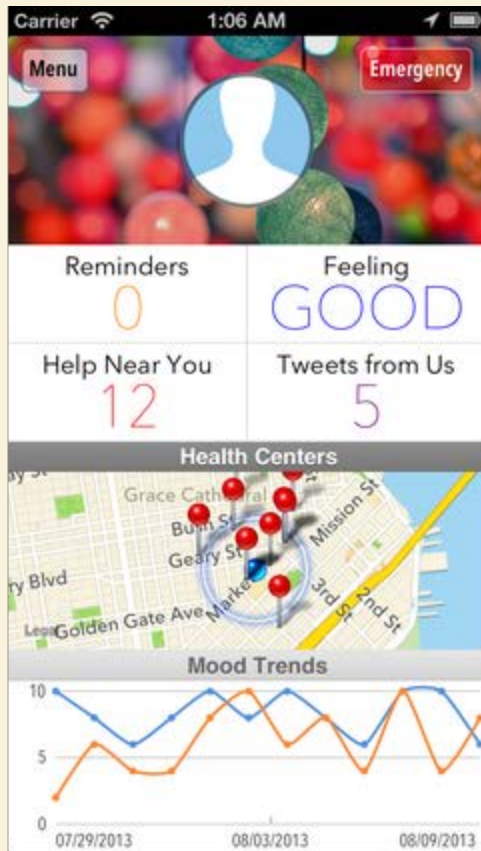 Carrier 1:06 AM
Menu Emergency
Reminders Feeling
0 GOOD
Help Near You Tweets from Us
12 5
Health Centers
Grace Cathedral
Bush St
Mission St
Geary St
Blvd
Market
3rd St
2nd St
Golden Gate Ave
Mood Trends
10
5
0
07/29/2013 08/03/2013 08/09/2013